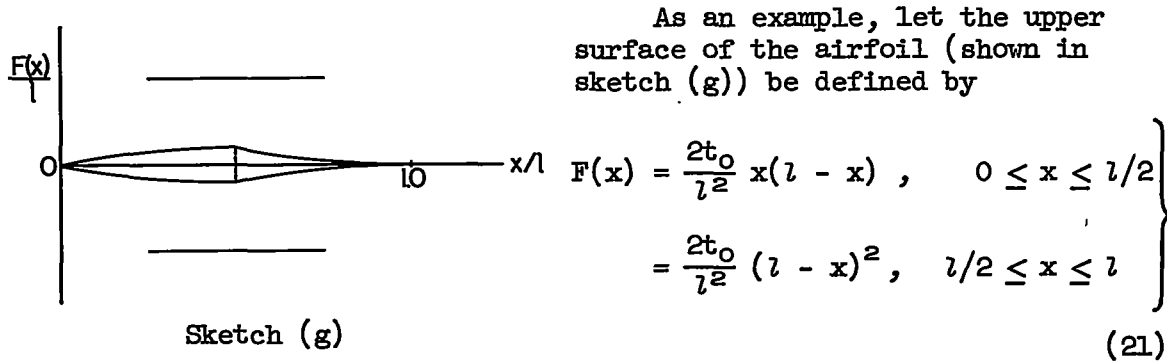 F(x)
l
0
1.0
x/l
Sketch (g)
As an example, let the upper
surface of the airfoil (shown in
sketch (g)) be defined by
F(x) = 2t₀/l² x(l - x) , 0 ≤ x ≤ l/2
= 2t₀/l² (l - x)² , l/2 ≤ x ≤ l
(21)